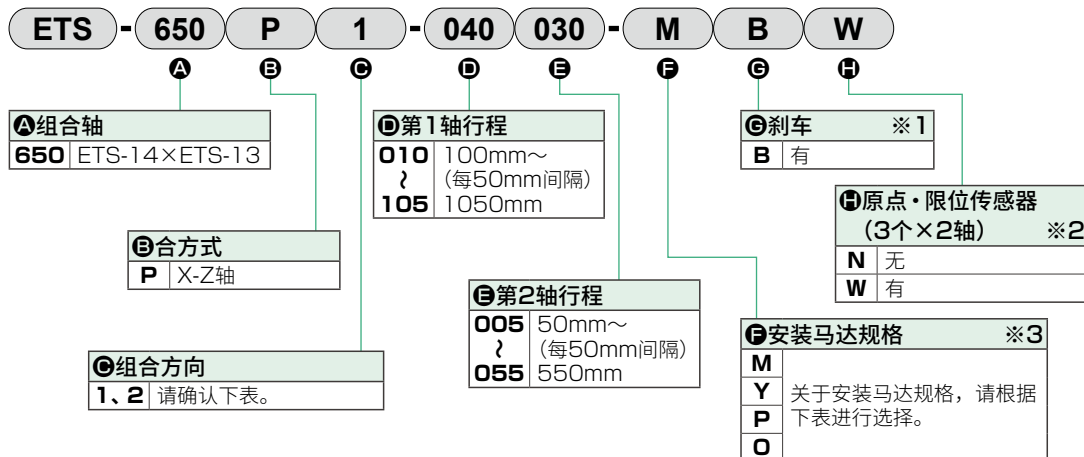 ETS - 650 P 1 - 040 030 - M B W
A B C D E F G H
A组合轴
650 ETS-14×ETS-13
B合方式
P X-Z轴
C组合方向
1、2 请确认下表。
D第1轴行程
010 100mm～
～ (每50mm间隔)
105 1050mm
E第2轴行程
005 50mm～
～ (每50mm间隔)
055 550mm
G刹车 ※1
B 有
H原点・限位传感器
(3个×2轴) ※2
N 无
W 有
F安装马达规格 ※3
M
Y 关于安装马达规格，请根据
P 下表进行选择。
O